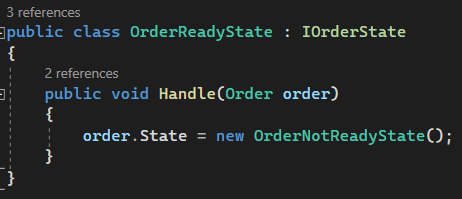 3 references
public class OrderReadyState : IOrderState
{
2 references
public void Handle(Order order)
{
order.State = new OrderNotReadyState();
}
}